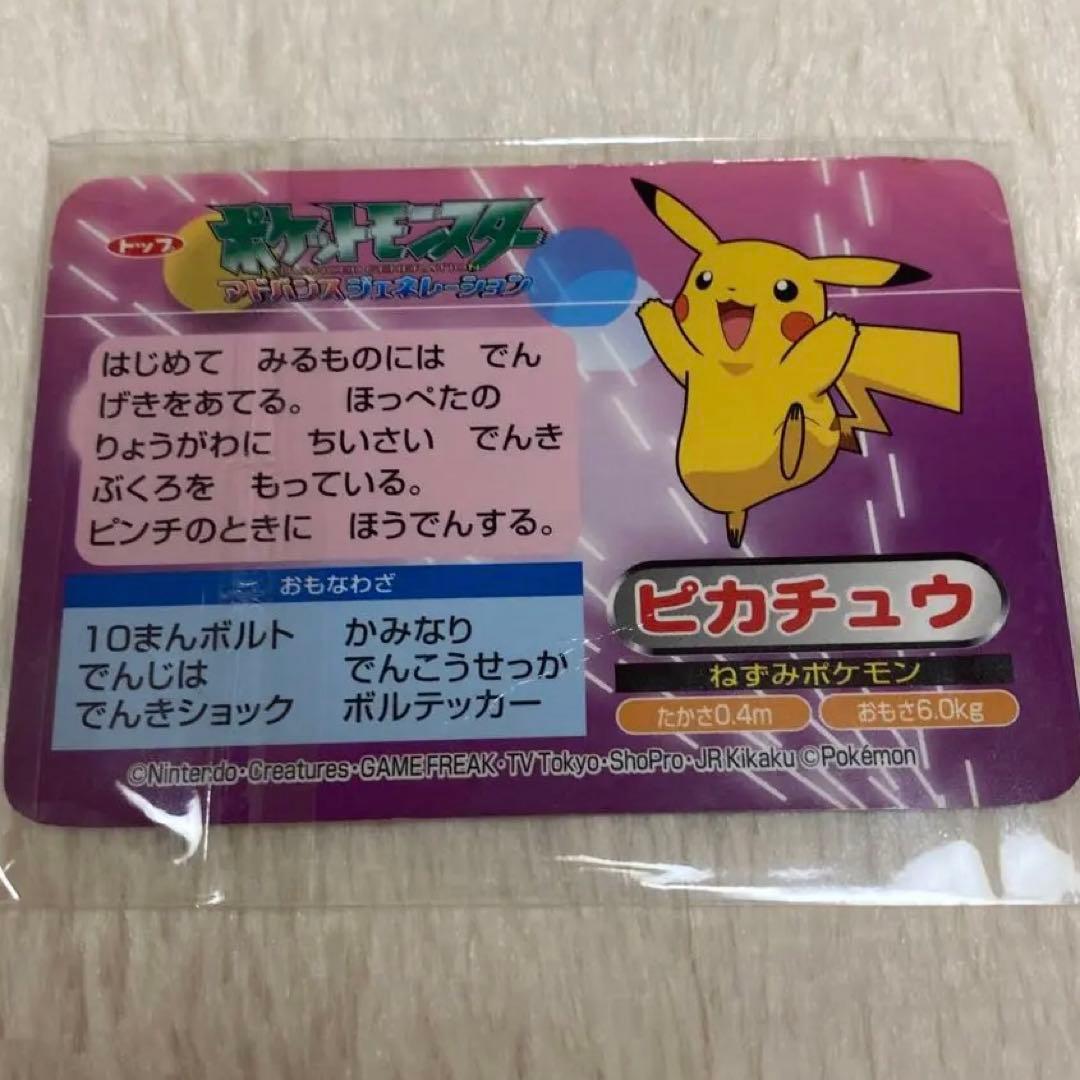 トップ
ポケットモンスター
ADVANCED GENERATION
アドバンスジェネレーション
はじめて　みるものには　でん
げきをあてる。　ほっぺたの
りょうがわに　ちいさい　でんき
ぶくろを　もっている。
ピンチのときに　ほうでんする。
おもなわざ
10まんボルト　かみなり
でんじは　でんこうせっか
でんきショック　ボルテッカー
ピカチュウ
ねずみポケモン
たかさ0.4m　おもさ6.0kg
©Nintendo･Creatures･GAME FREAK･TV Tokyo･ShoPro･JR Kikaku ©Pokémon